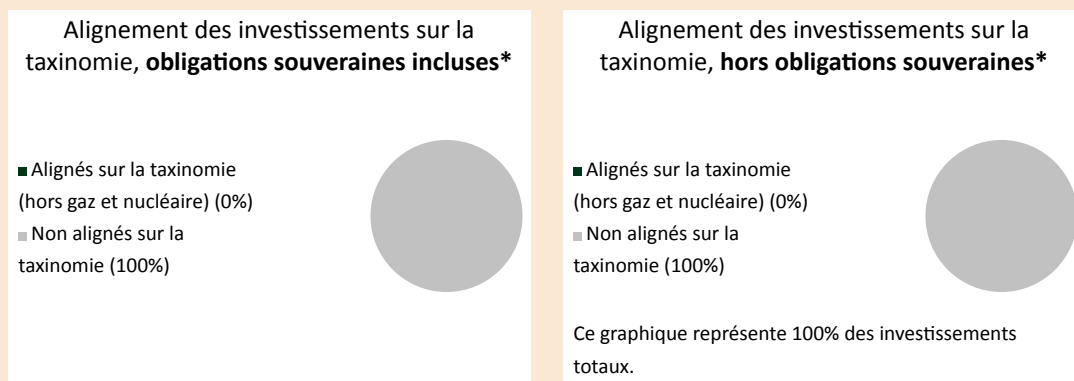 Alignement des investissements sur la
taxinomie, obligations souveraines incluses*
Alignés sur la taxinomie
(hors gaz et nucléaire) (0%)
Non alignés sur la
taxinomie (100%)
Alignement des investissements sur la
taxinomie, hors obligations souveraines*
Alignés sur la taxinomie
(hors gaz et nucléaire) (0%)
Non alignés sur la
taxinomie (100%)
Ce graphique représente 100% des investissements
totaux.